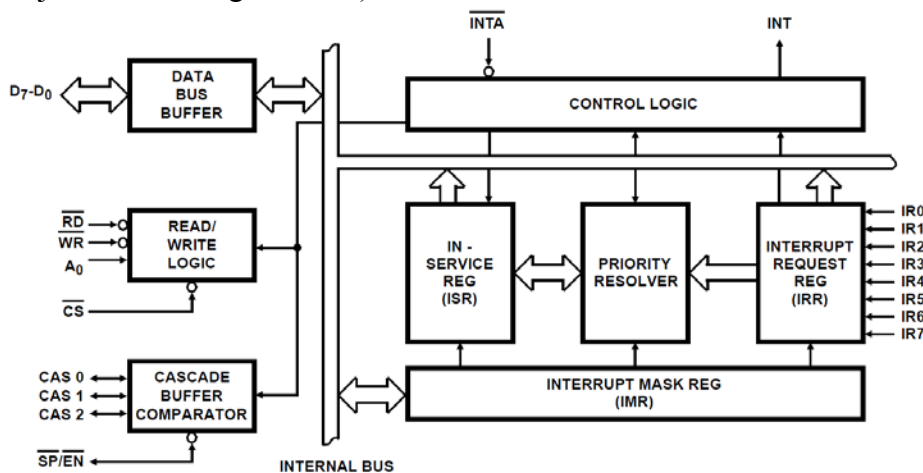 INTA
INT
D7-D0
DATA
BUS
BUFFER
CONTROL LOGIC
RD
WR
A0
CS
READ/
WRITE
LOGIC
IN -
SERVICE
REG
(ISR)
PRIORITY
RESOLVER
INTERRUPT
REQUEST
REG
(IRR)
IR0
IR1
IR2
IR3
IR4
IR5
IR6
IR7
CAS 0
CAS 1
CAS 2
CASCADE
BUFFER
COMPARATOR
INTERRUPT MASK REG
(IMR)
SP/EN
INTERNAL BUS